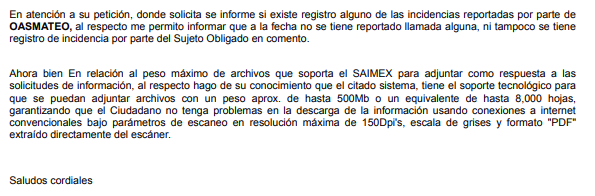 En atención a su petición, donde solicita se informe si existe registro alguno de las incidencias reportadas por parte de
OASMATEO, al respecto me permito informar que a la fecha no se tiene reportado llamada alguna, ni tampoco se tiene
registro de incidencia por parte del Sujeto Obligado en comento.
Ahora bien En relación al peso máximo de archivos que soporta el SAIMEX para adjuntar como respuesta a las
solicitudes de información, al respecto hago de su conocimiento que el citado sistema, tiene el soporte tecnológico para
que se puedan adjuntar archivos con un peso aprox. de hasta 500Mb o un equivalente de hasta 8,000 hojas,
garantizando que el Ciudadano no tenga problemas en la descarga de la información usando conexiones a internet
convencionales bajo parámetros de escaneo en resolución máxima de 150Dpi's, escala de grises y formato "PDF"
extraído directamente del escáner.
Saludos cordiales